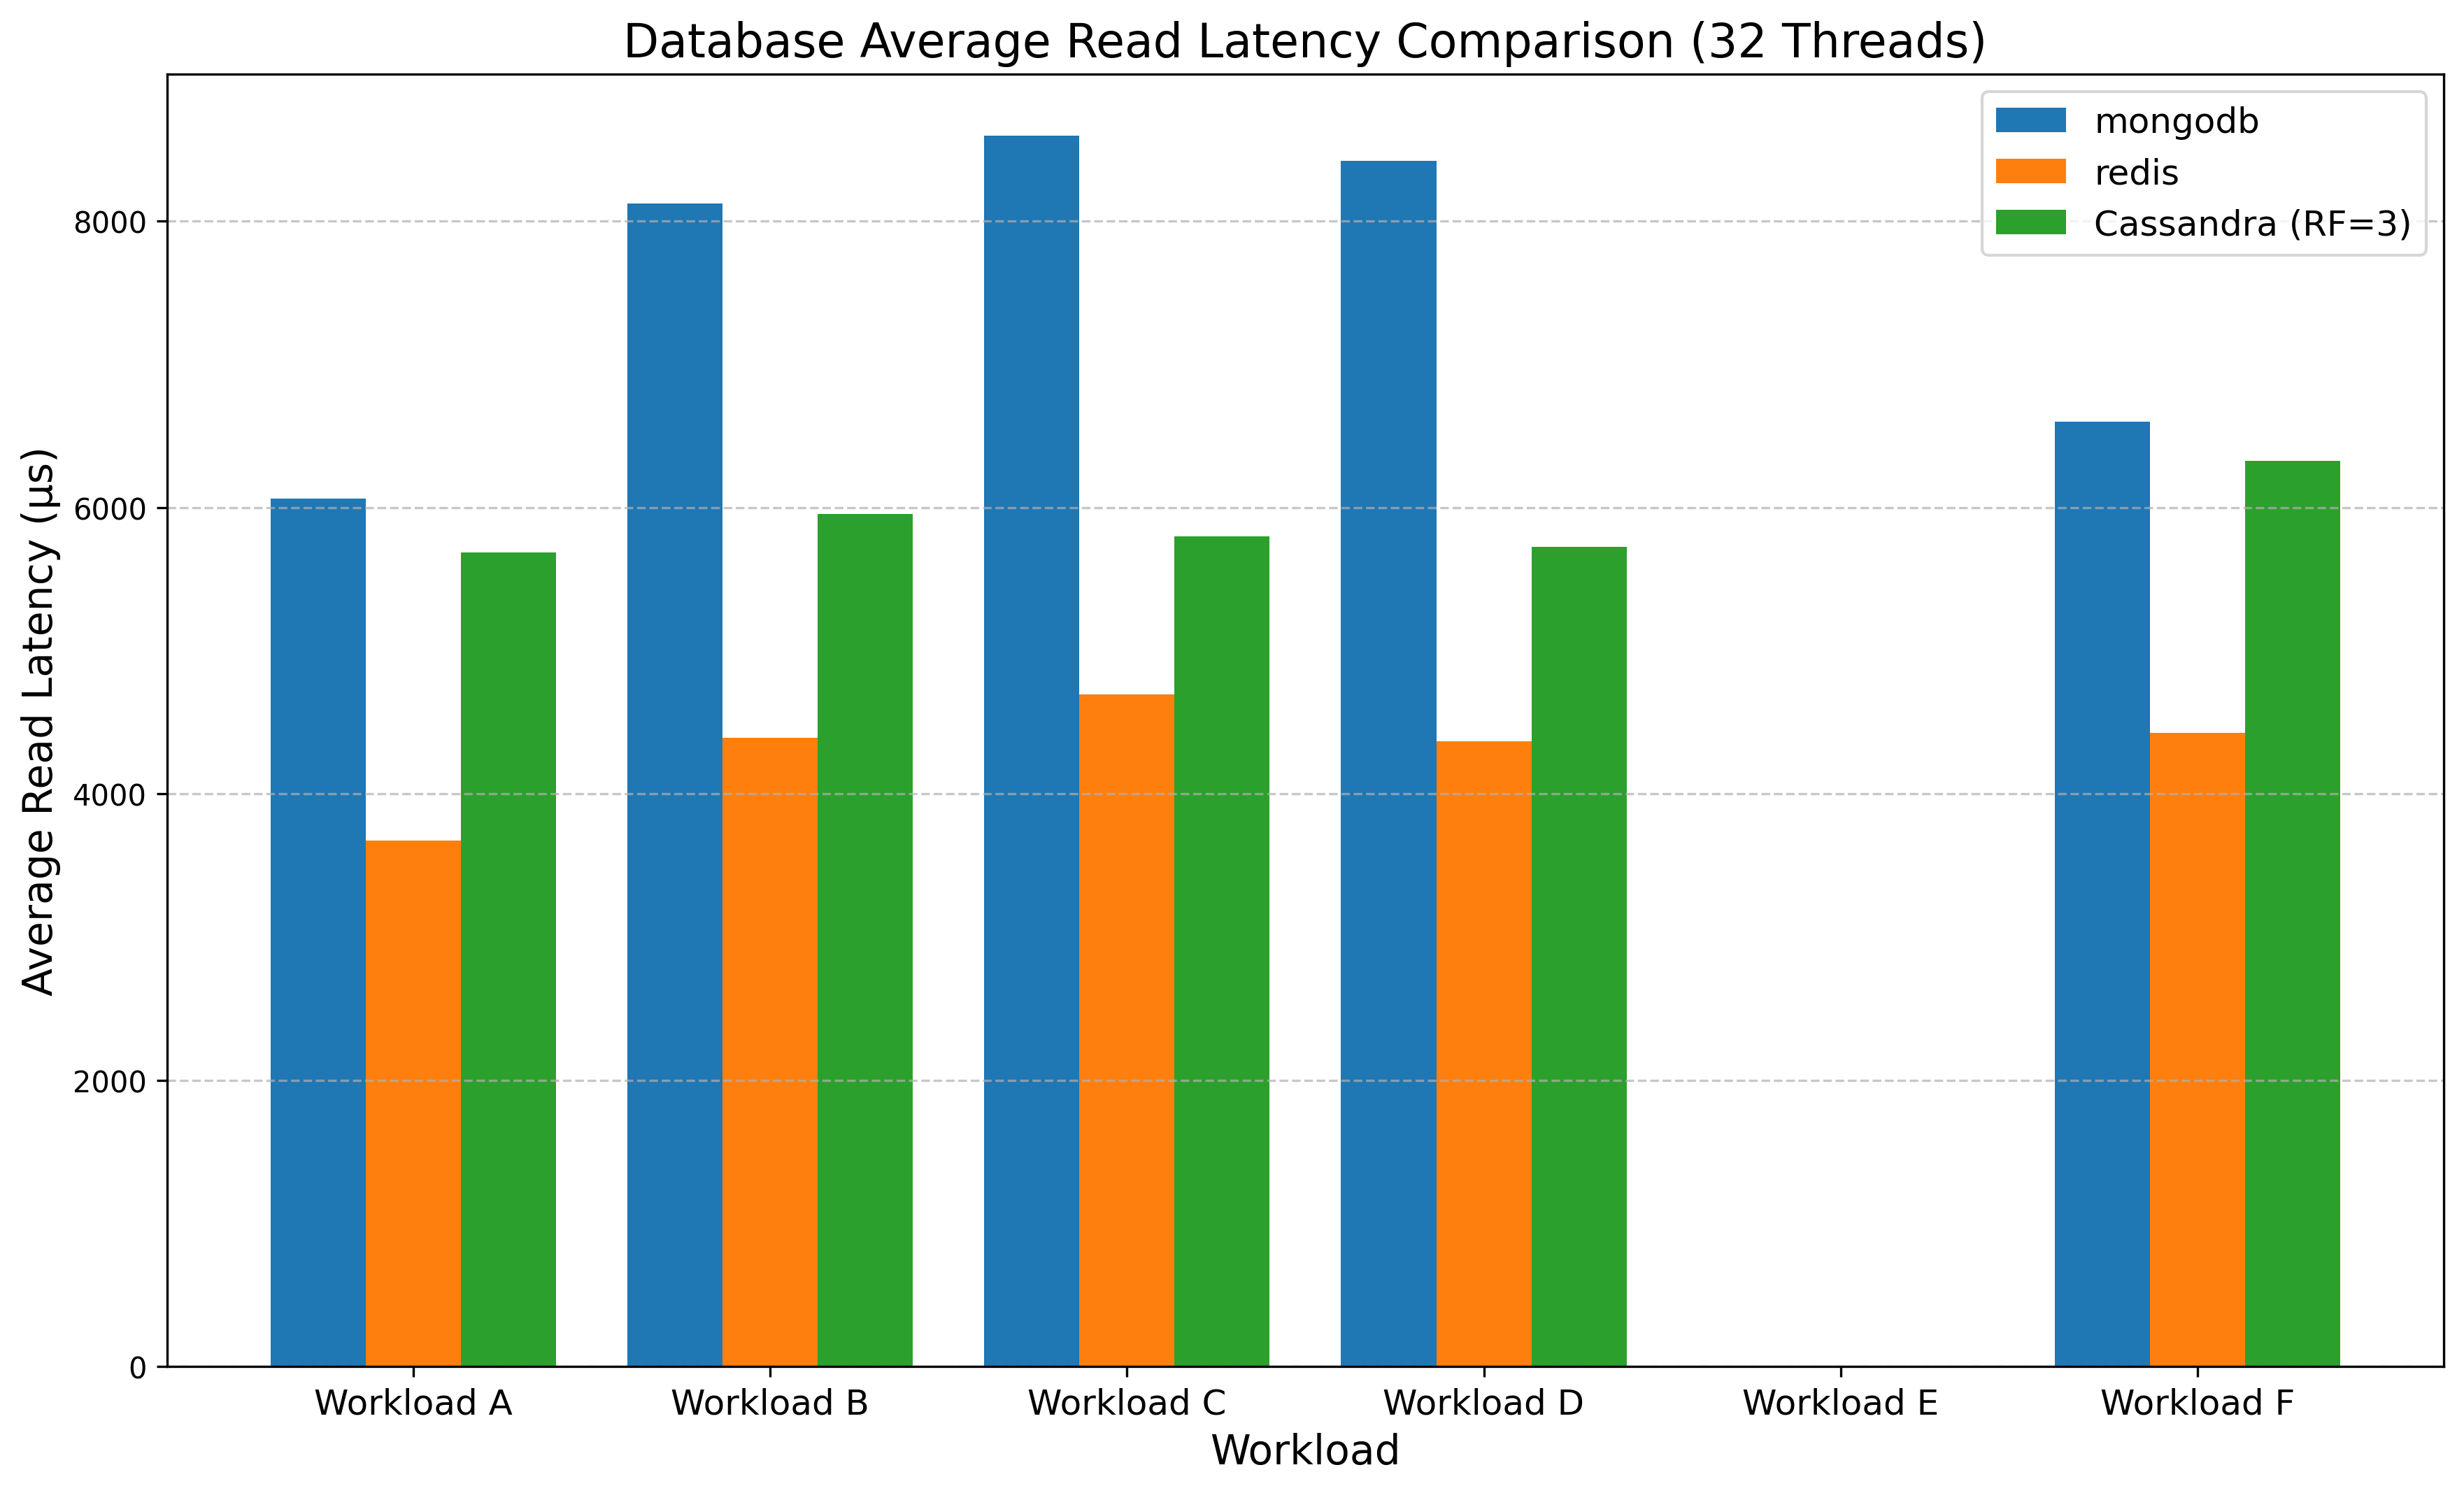 Database Average Read Latency Comparison (32 Threads)
mongodb
redis
Cassandra (RF=3)
Average Read Latency (µs)
8000
6000
4000
2000
0
Workload A Workload B Workload C Workload D Workload E Workload F
Workload